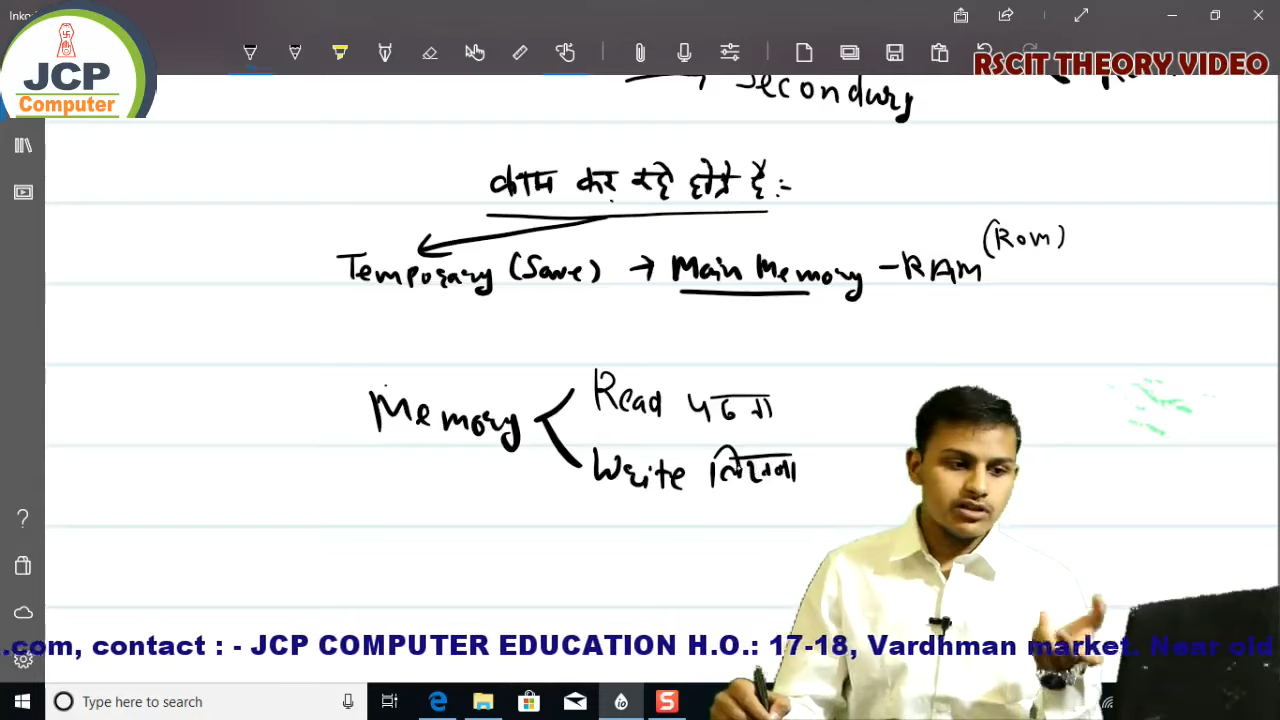 Inko
JCP
Computer
RSCIT THEORY VIDEO
Secondary
काम कर रहे होते है :-
Temporary (Save) → Main Memory - RAM (Rom)
Memory
Read पढना
Write लिखना
.com, contact : - JCP COMPUTER EDUCATION H.O.: 17-18, Vardhman market. Near old
Type here to search